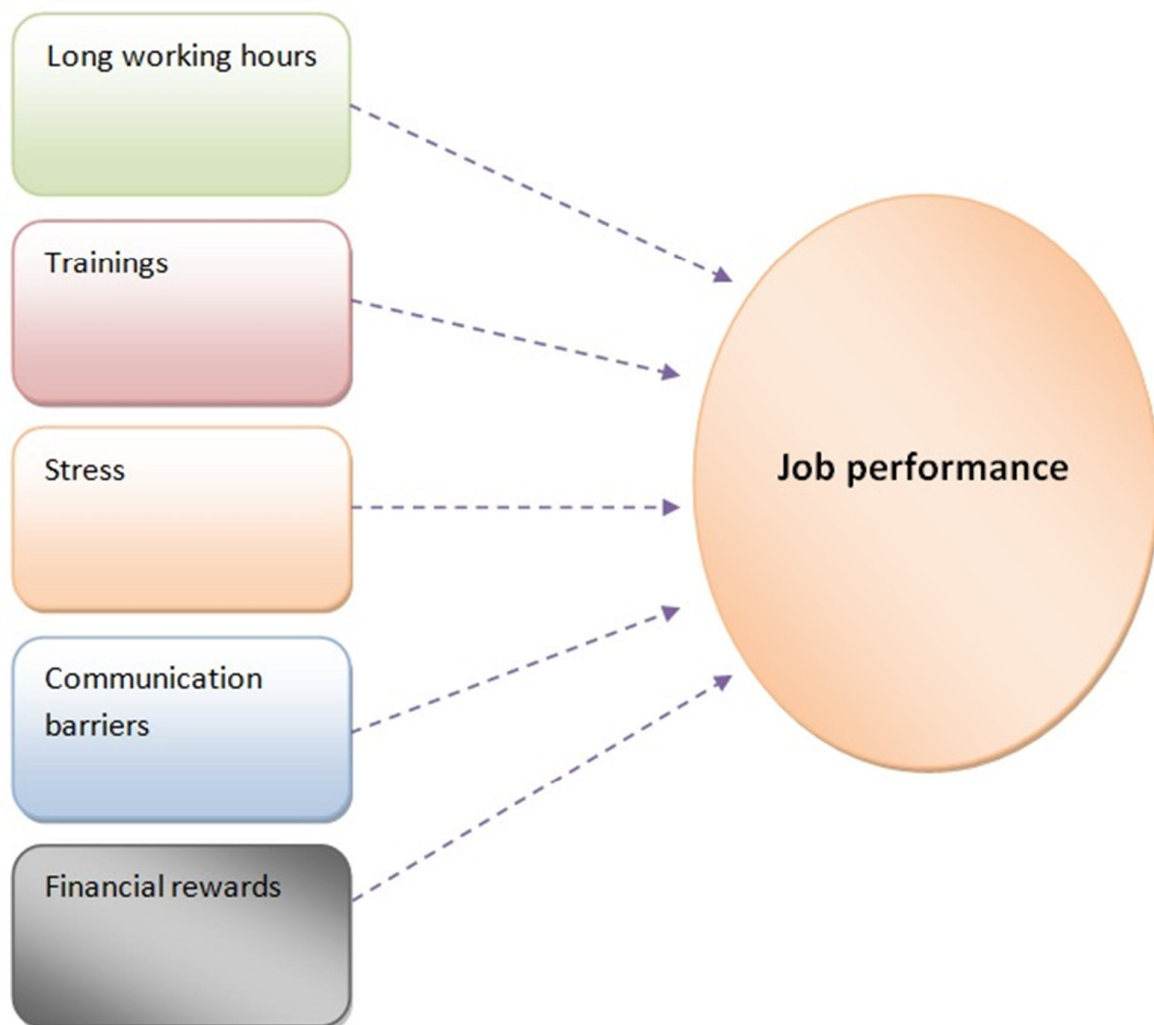 Long working hours
Trainings
Stress
Communication
barriers
Financial rewards
Job performance